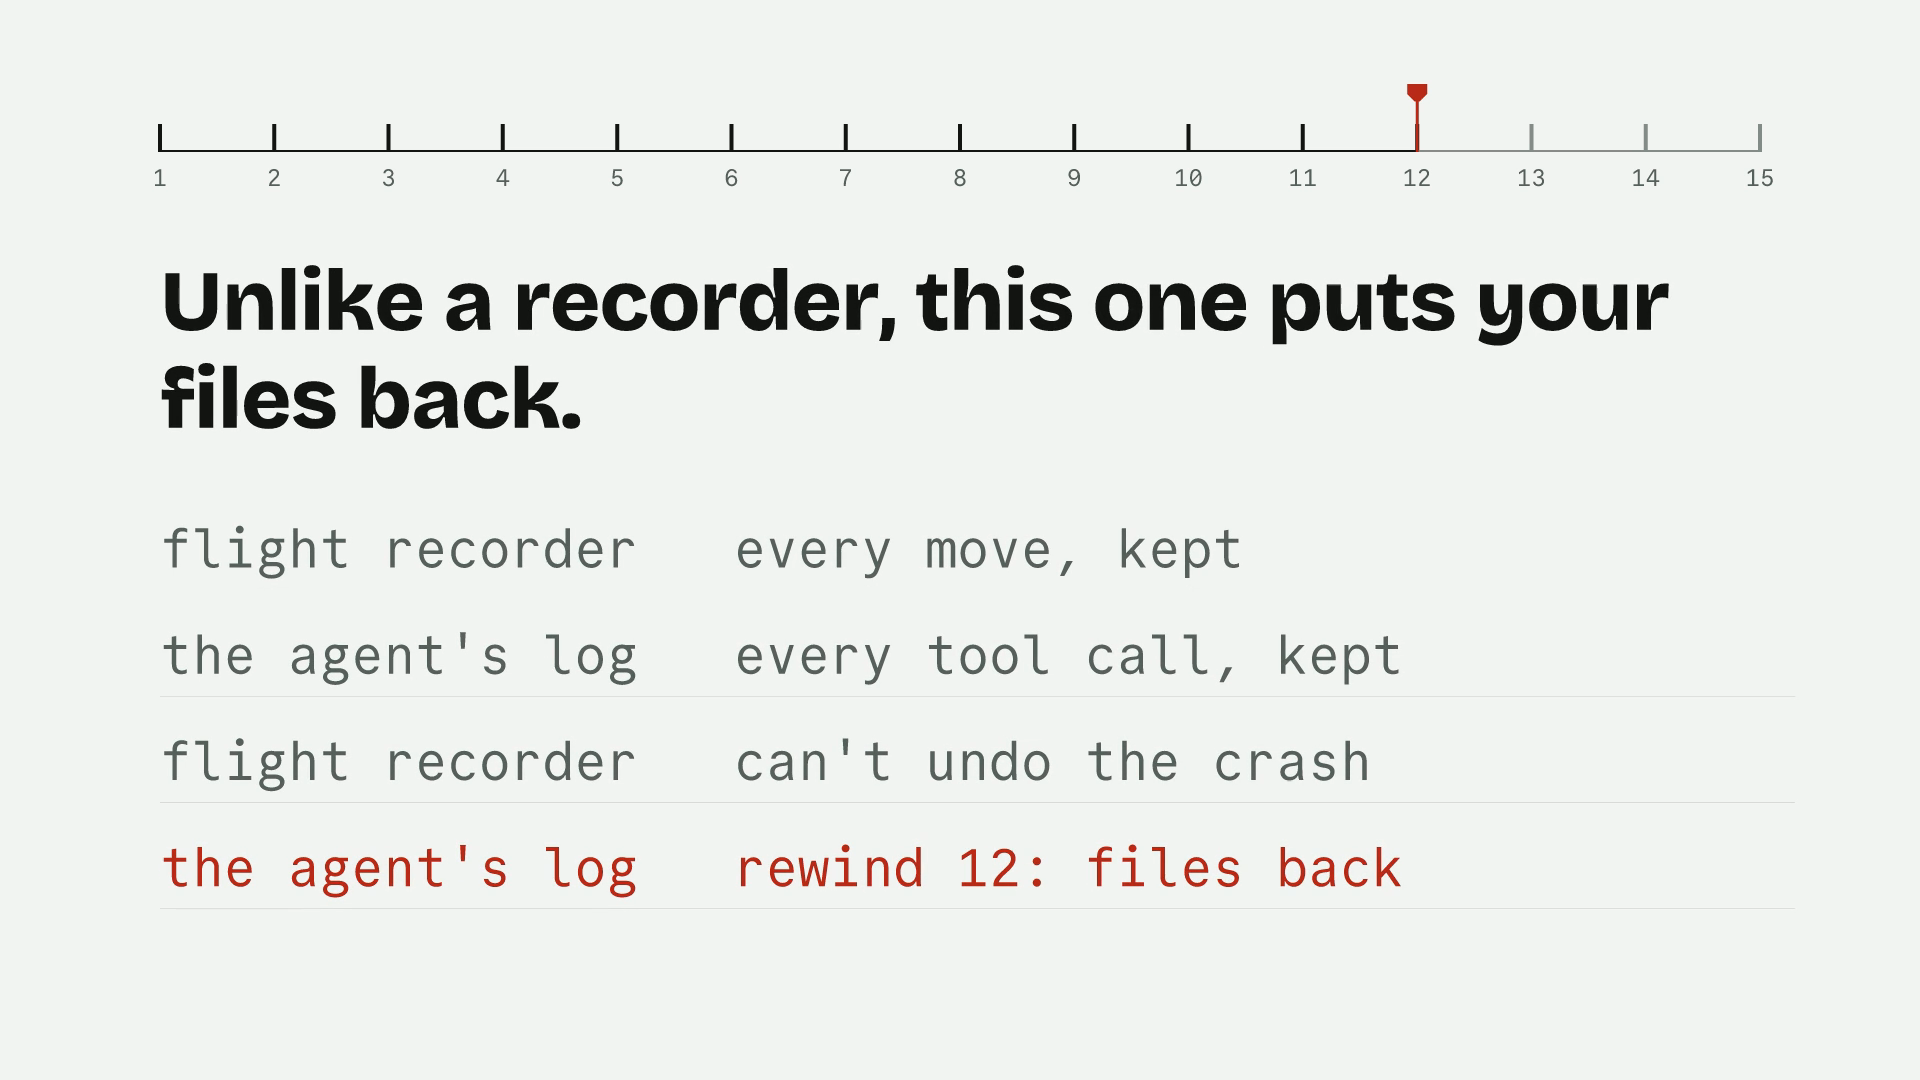 1 2 3 4 5 6 7 8 9 10 11 12 13 14 15
Unlike a recorder, this one puts your
files back.
flight recorder every move, kept
the agent's log every tool call, kept
flight recorder can't undo the crash
the agent's log rewind 12: files back